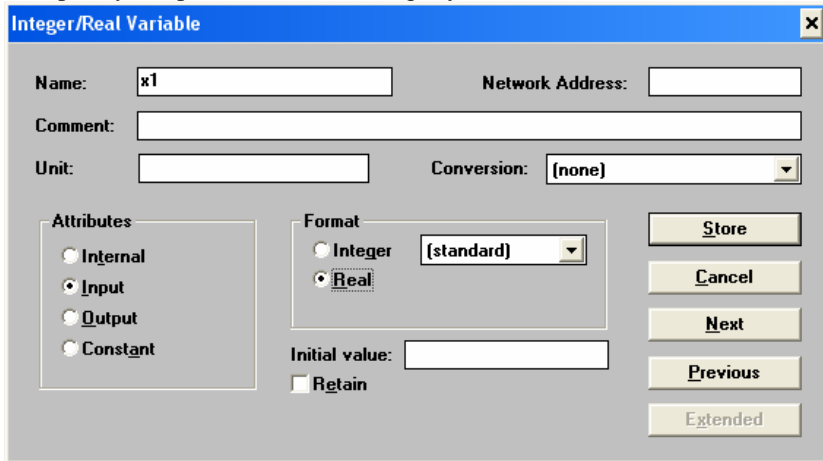 Integer/Real Variable
Name: x1 Network Address:
Comment:
Unit: Conversion: (none)
Attributes Format Store
Internal Integer (standard)
Input Real Cancel
Output Next
Constant Initial value:
Retain Previous
Extended